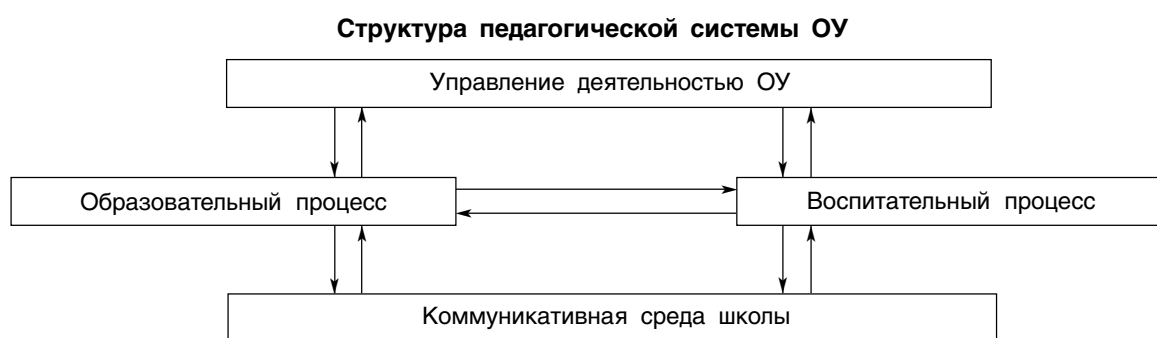 Структура педагогической системы ОУ
Управление деятельностью ОУ
Образовательный процесс
Воспитательный процесс
Коммуникативная среда школы